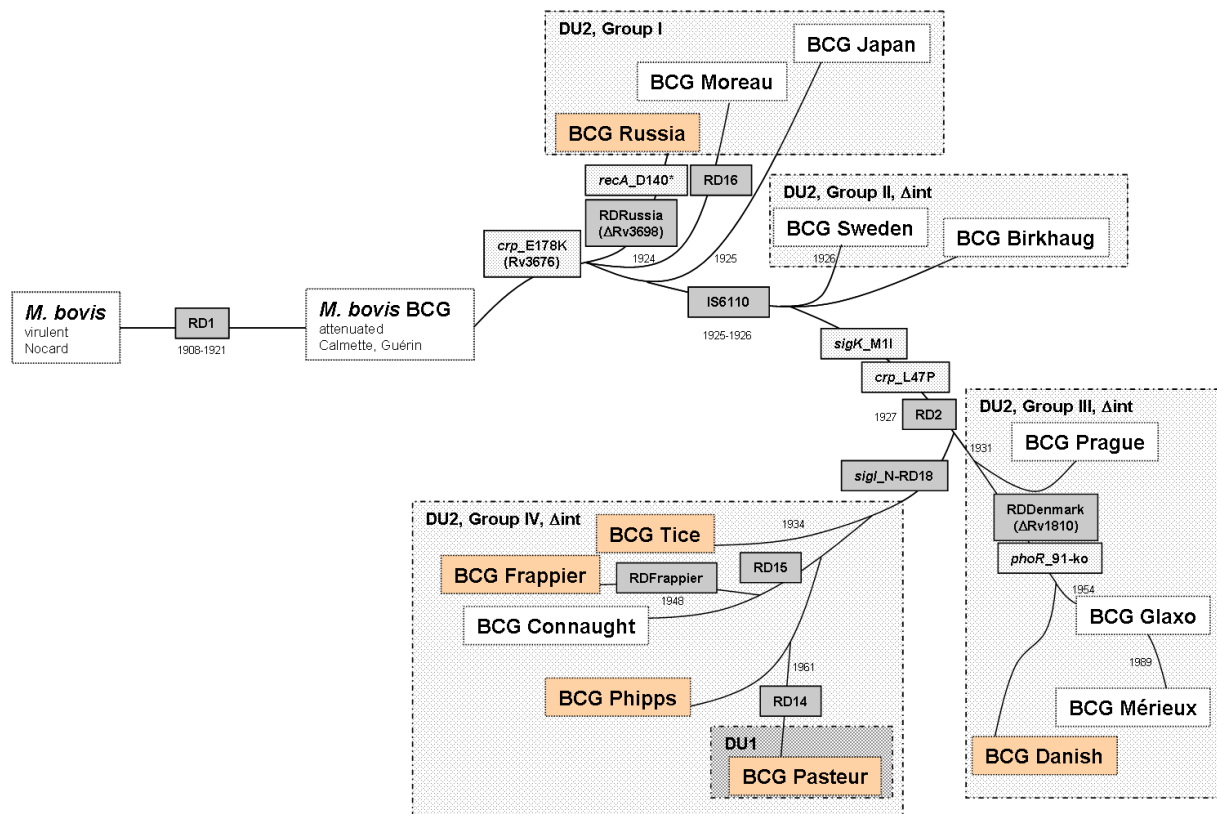 DU2, Group I
BCG Japan
BCG Moreau
BCG Russia
recA_D140*
RD16
RDRussia
(ΔRv3698)
1924
1925
crp_E178K
(Rv3676)
DU2, Group II, Δint
BCG Sweden
BCG Birkhaug
1926
IS6110
1925-1926
M. bovis
virulent
Nocard
RD1
1908-1921
M. bovis BCG
attenuated
Calmette, Guérin
sigK_M1I
crp_L47P
1927
RD2
DU2, Group III, Δint
1931
BCG Prague
RDDenmark
(ΔRv1810)
phoR_91-ko
1954
BCG Glaxo
1989
BCG Mérieux
BCG Danish
sigI_N-RD18
DU2, Group IV, Δint
1934
BCG Tice
BCG Frappier
RDFrappier
RD15
1948
BCG Connaught
BCG Phipps
1961
RD14
DU1
BCG Pasteur